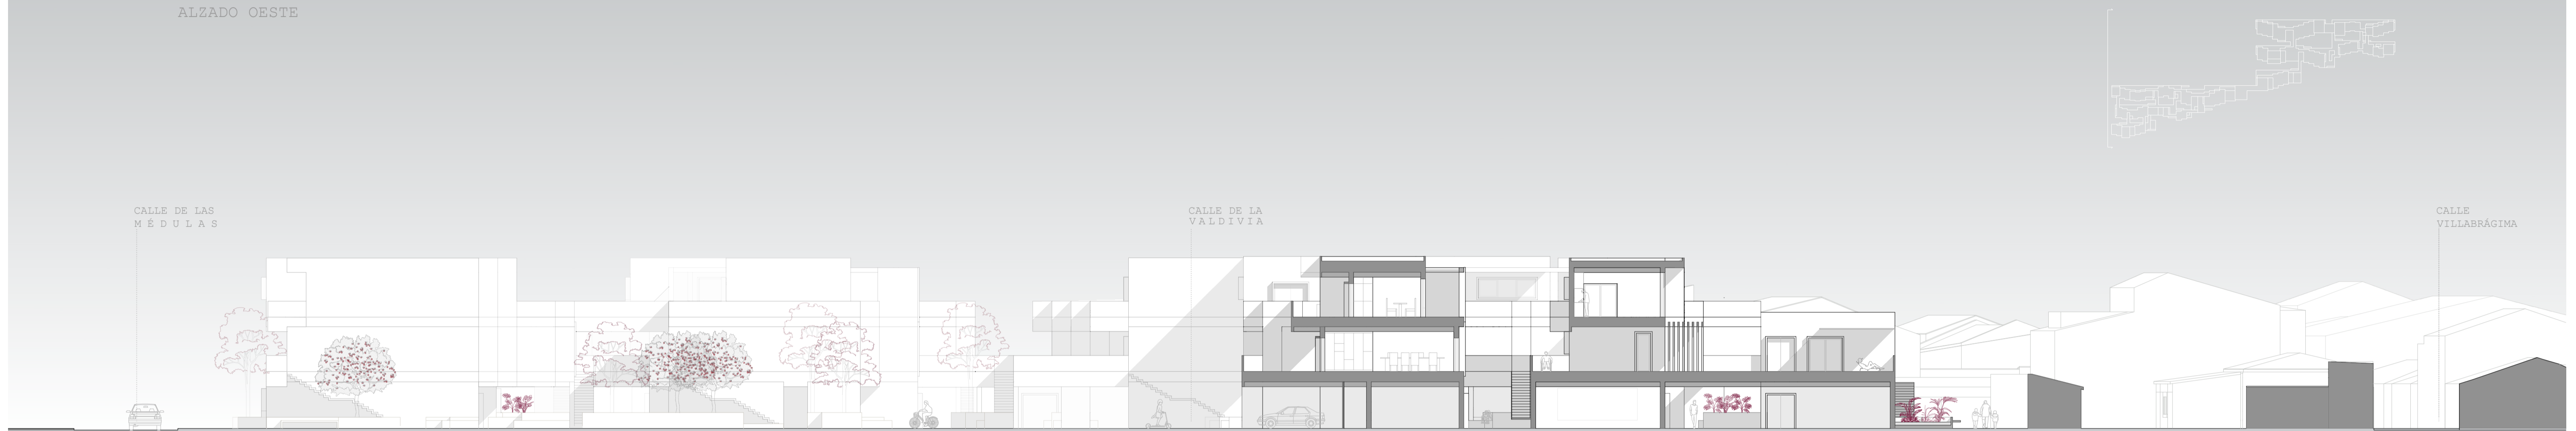 ALZADO OESTE
CALLE DE LAS
MÉDULAS
CALLE DE LA
VALDIVIA
CALLE
VILLABRÁGIMA